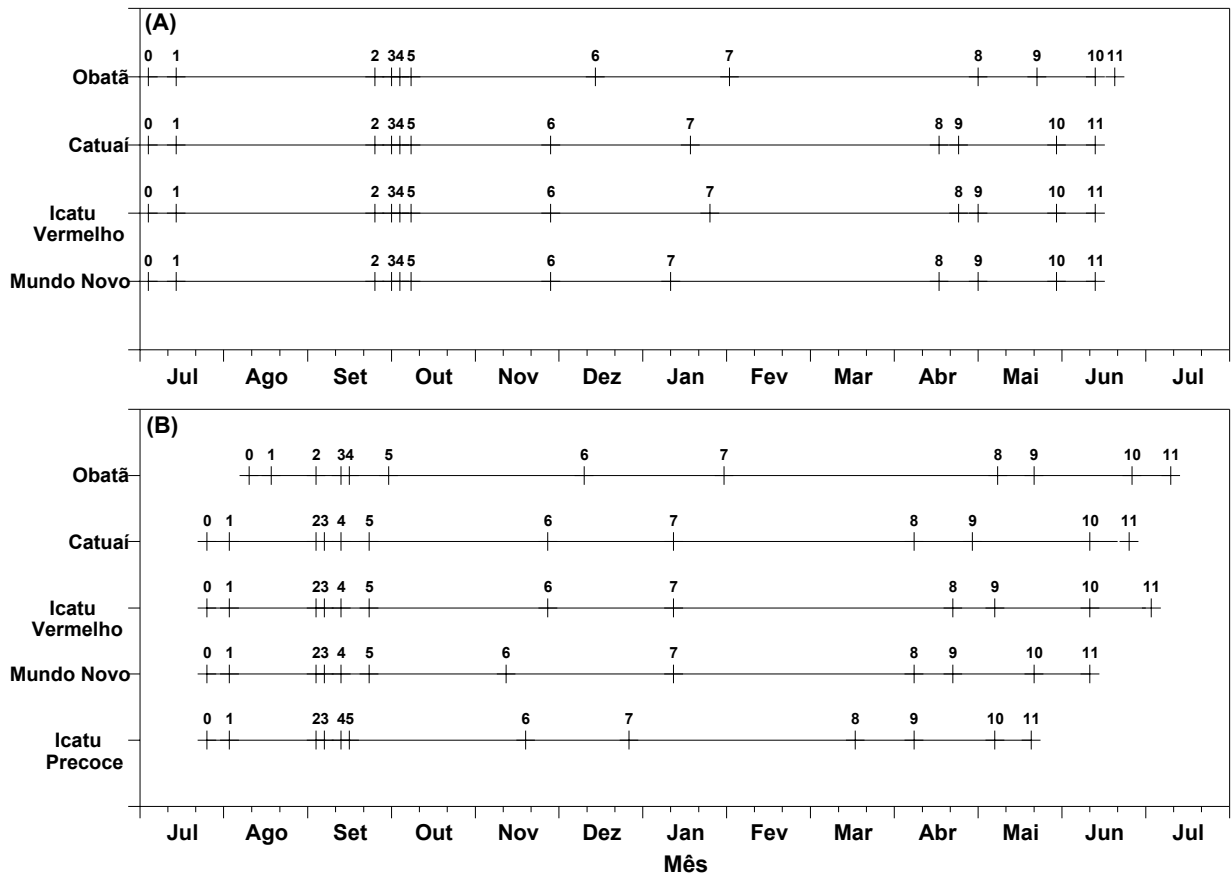 (A)
0 1 2 3 4 5 6 7 8 9 10 11
Obatã
0 1 2 3 4 5 6 7 8 9 10 11
Catuaí
0 1 2 3 4 5 6 7 8 9 10 11
Icatu
Vermelho
0 1 2 3 4 5 6 7 8 9 10 11
Mundo Novo
Jul Ago Set Out Nov Dez Jan Fev Mar Abr Mai Jun Jul
(B)
0 1 2 3 4 5 6 7 8 9 10 11
Obatã
0 1 2 3 4 5 6 7 8 9 10 11
Catuaí
0 1 2 3 4 5 6 7 8 9 10 11
Icatu
Vermelho
0 1 2 3 4 5 6 7 8 9 10 11
Mundo Novo
0 1 2 3 4 5 6 7 8 9 10 11
Icatu
Precoce
Jul Ago Set Out Nov Dez Jan Fev Mar Abr Mai Jun Jul
Mês